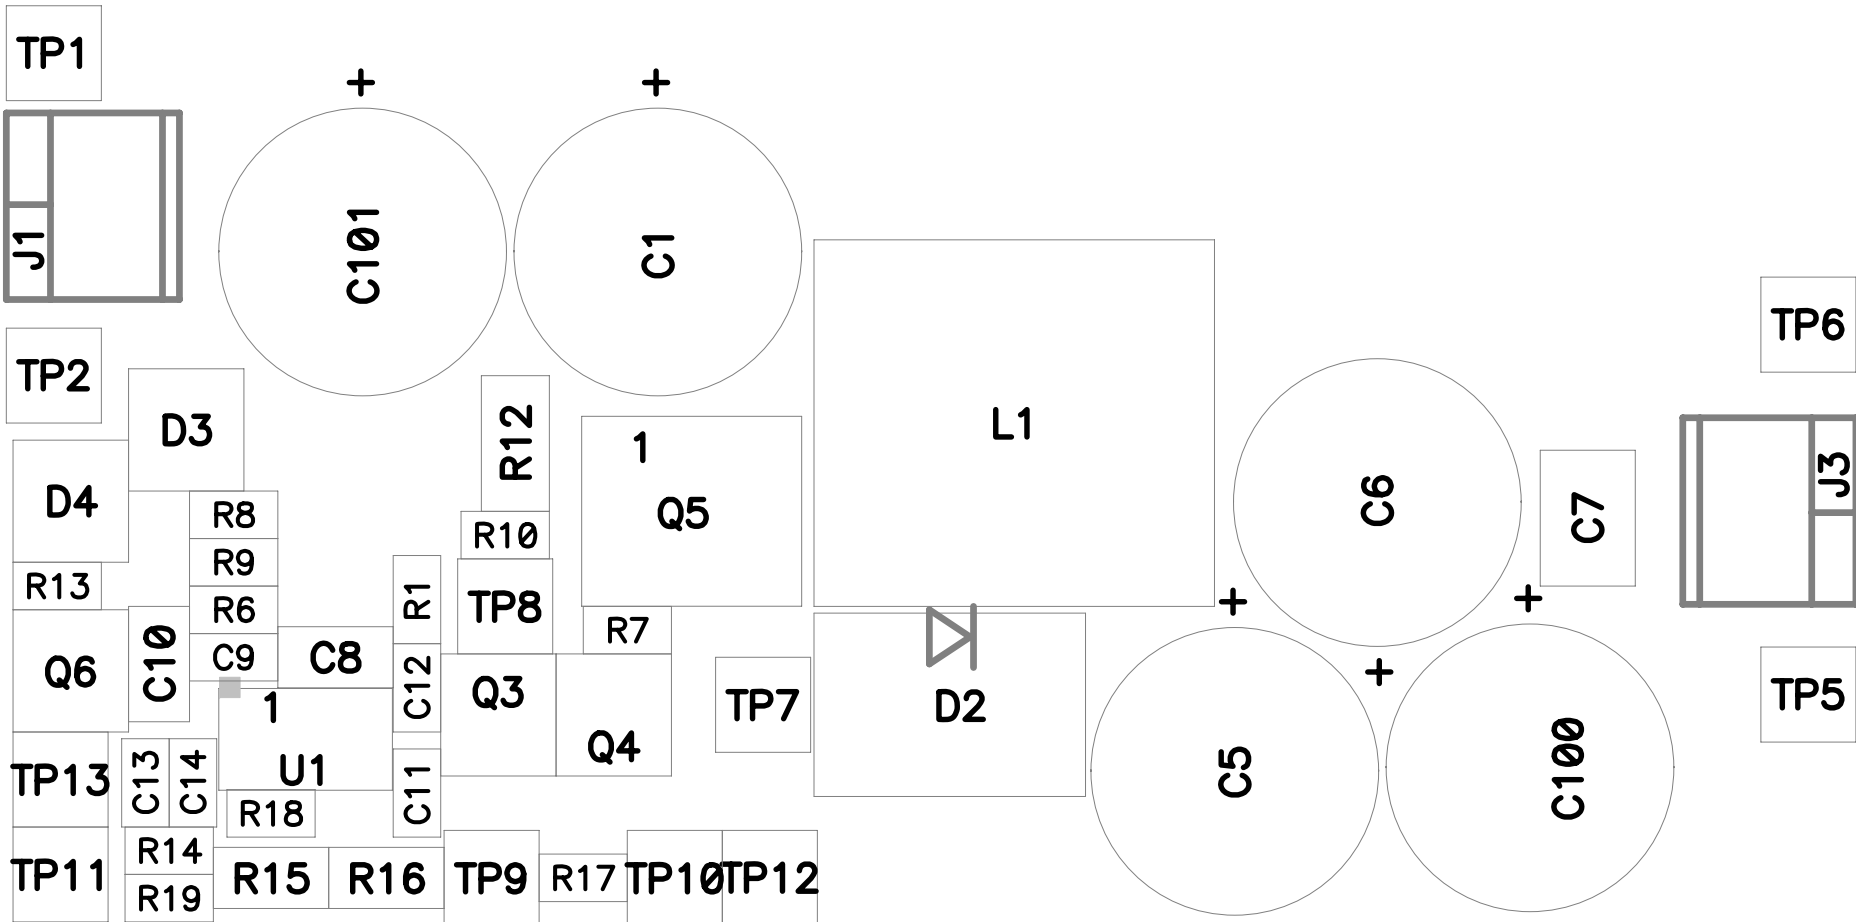 TP1
+ +
J1
C101
C1
TP2
TP6
D3
R12
1
L1
J3
D4
Q5
C6
C7
R8
R10
R9
R13
R6
R1
TP8
R7
+ +
C9
C8
C10
Q6
C12
Q3
Q4
TP7
D2
+
TP5
1
U1
TP13
C13
C14
C11
C5
C100
R18
R14
TP11
R15
R16
TP9
R17
TP10
TP12
R19